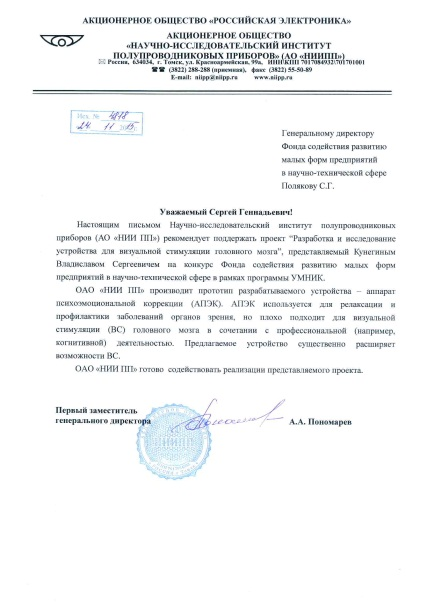 АКЦИОНЕРНОЕ ОБЩЕСТВО «РОССИЙСКАЯ ЭЛЕКТРОНИКА»
АКЦИОНЕРНОЕ ОБЩЕСТВО
«НАУЧНО-ИССЛЕДОВАТЕЛЬСКИЙ ИНСТИТУТ
ПОЛУПРОВОДНИКОВЫХ ПРИБОРОВ» (АО «НИИПП»)
Россия, 634034, г. Томск, ул. Красноармейская, 99а, ИНН\КПП 7017084932\701701001
(3822) 288-288 (приемная), факс (3822) 55-50-89
E-mail: niipp@niipp.ru www.niipp.ru
Исх. № 4878
24 11 2015 г.
Генеральному директору
Фонда содействия развитию
малых форм предприятий
в научно-технической сфере
Полякову С.Г.
Уважаемый Сергей Геннадьевич!
Настоящим письмом Научно-исследовательский институт полупроводниковых
приборов (АО «НИИ ПП») рекомендует поддержать проект “Разработка и исследование
устройства для визуальной стимуляции головного мозга”, представляемый Кунегиным
Владиславом Сергеевичем на конкурс Фонда содействия развитию малых форм
предприятий в научно-технической сфере в рамках программы УМНИК.
ОАО «НИИ ПП» производит прототип разрабатываемого устройства – аппарат
психоэмоциональной коррекции (АПЭК). АПЭК используется для релаксации и
профилактики заболеваний органов зрения, но плохо подходит для визуальной
стимуляции (ВС) головного мозга в сочетании с профессиональной (например,
когнитивной) деятельностью. Предлагаемое устройство существенно расширяет
возможности ВС.
ОАО «НИИ ПП» готово содействовать реализации представляемого проекта.
Первый заместитель
генерального директора А.А. Пономарев
НИИПП